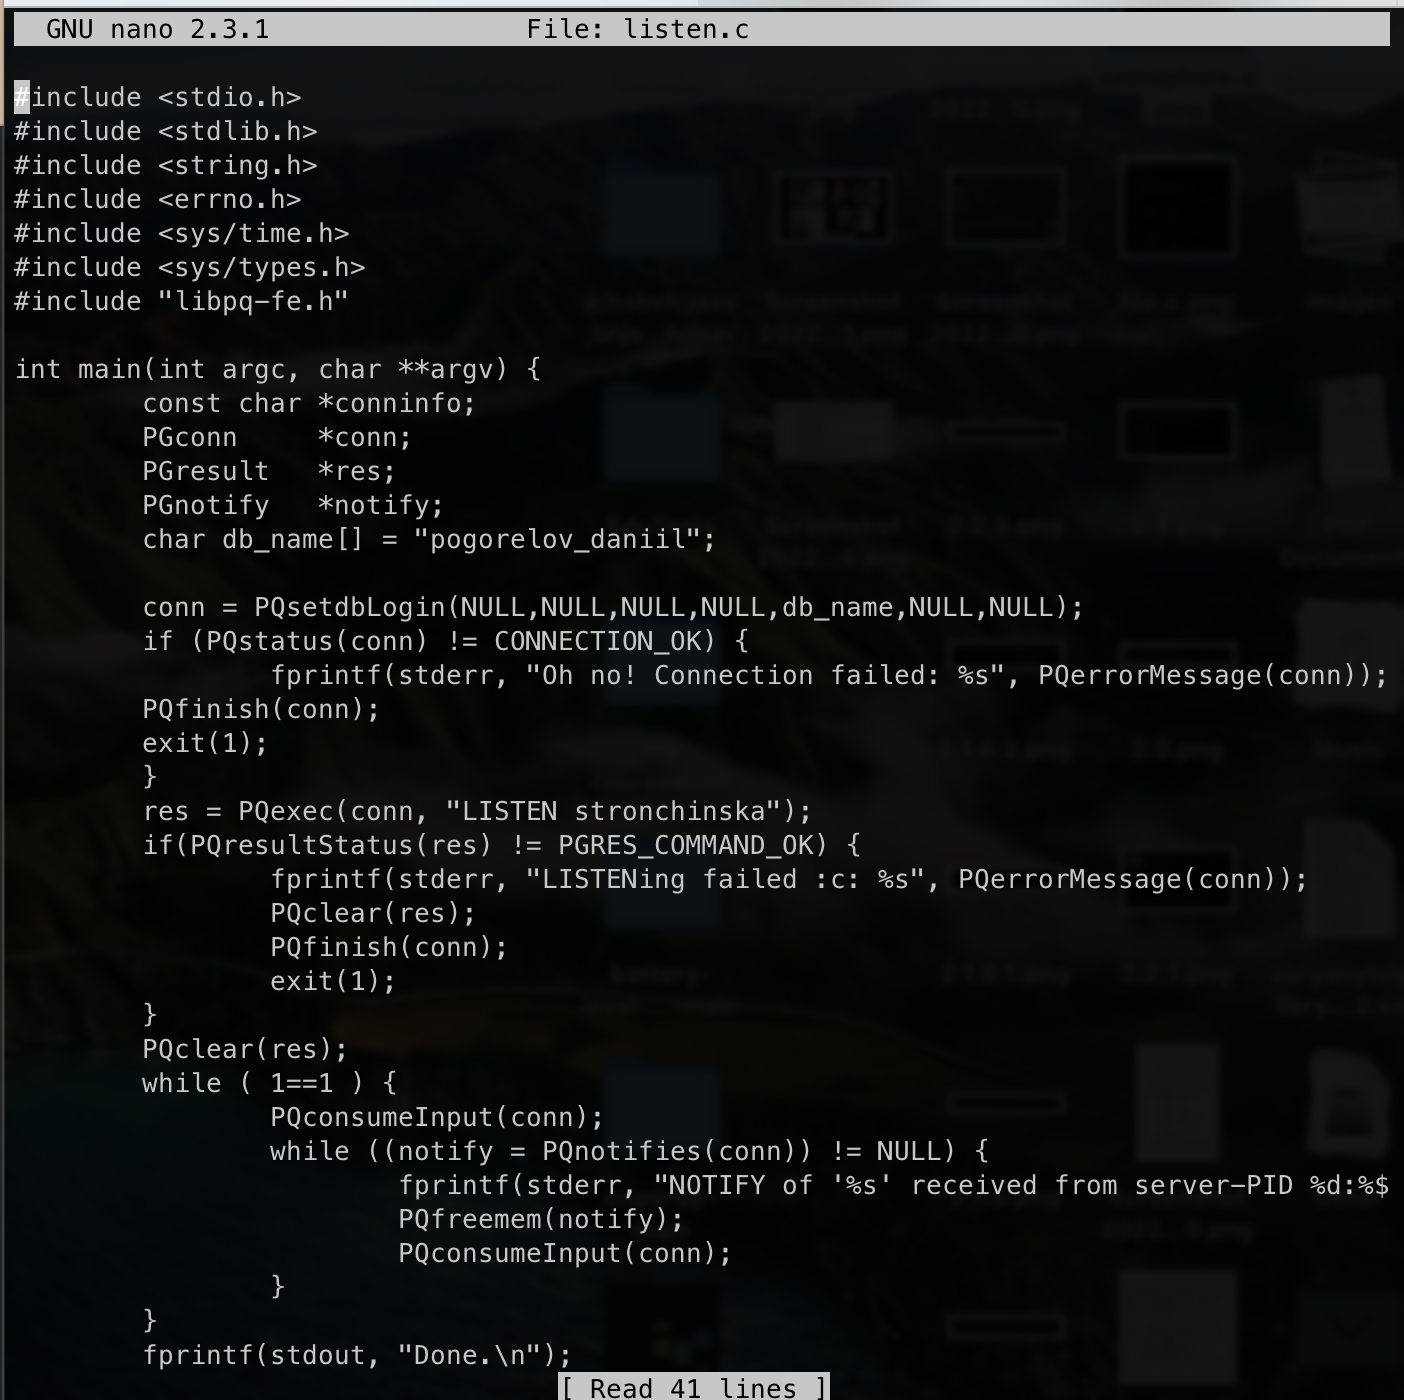 GNU nano 2.3.1                File: listen.c
#include <stdio.h>
#include <stdlib.h>
#include <string.h>
#include <errno.h>
#include <sys/time.h>
#include <sys/types.h>
#include "libpq-fe.h"

int main(int argc, char **argv) {
        const char *conninfo;
        PGconn     *conn;
        PGresult   *res;
        PGnotify   *notify;
        char db_name[] = "pogorelov_daniil";

        conn = PQsetdbLogin(NULL,NULL,NULL,NULL,db_name,NULL,NULL);
        if (PQstatus(conn) != CONNECTION_OK) {
                fprintf(stderr, "Oh no! Connection failed: %s", PQerrorMessage(conn));
        PQfinish(conn);
        exit(1);
        }
        res = PQexec(conn, "LISTEN stronchinska");
        if(PQresultStatus(res) != PGRES_COMMAND_OK) {
                fprintf(stderr, "LISTENing failed :c: %s", PQerrorMessage(conn));
                PQclear(res);
                PQfinish(conn);
                exit(1);
        }
        PQclear(res);
        while ( 1==1 ) {
                PQconsumeInput(conn);
                while ((notify = PQnotifies(conn)) != NULL) {
                        fprintf(stderr, "NOTIFY of '%s' received from server-PID %d:%$
                        PQfreemem(notify);
                        PQconsumeInput(conn);
                }
        }
        fprintf(stdout, "Done.\n");
[ Read 41 lines ]